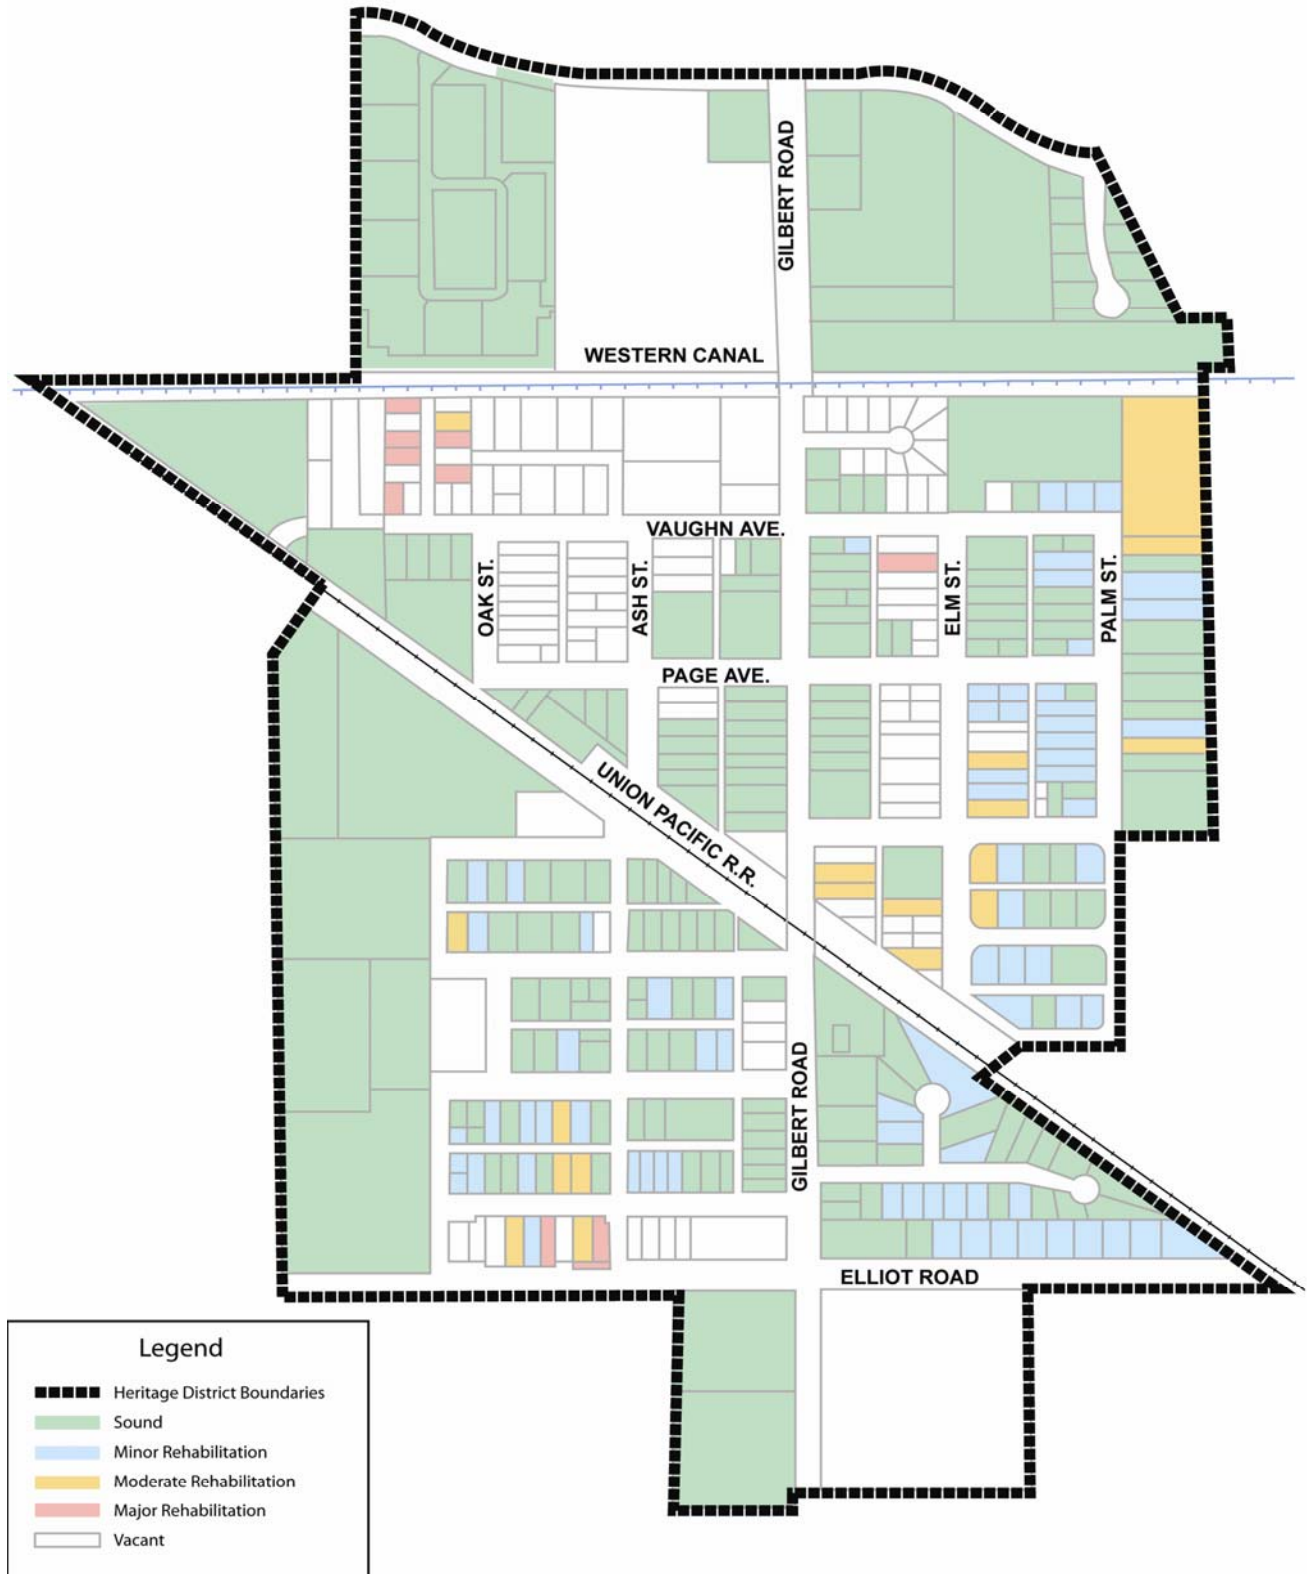 GILBERT ROAD
WESTERN CANAL
VAUGHN AVE.
OAK ST.
ASH ST.
ELM ST.
PALM ST.
PAGE AVE.
UNION PACIFIC R.R.
GILBERT ROAD
ELLIOT ROAD
Legend
Heritage District Boundaries
Sound
Minor Rehabilitation
Moderate Rehabilitation
Major Rehabilitation
Vacant